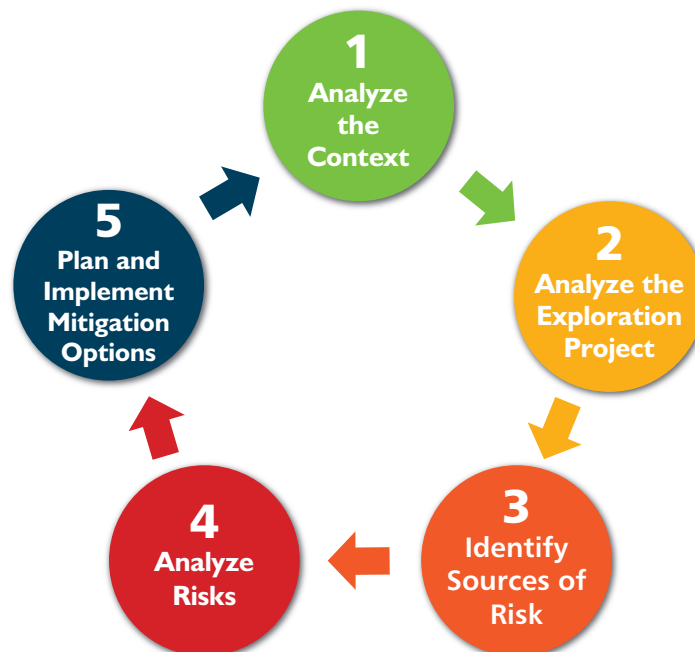 1
Analyze
the
Context
2
Analyze the
Exploration
Project
3
Identify
Sources of
Risk
4
Analyze
Risks
5
Plan and
Implement
Mitigation
Options